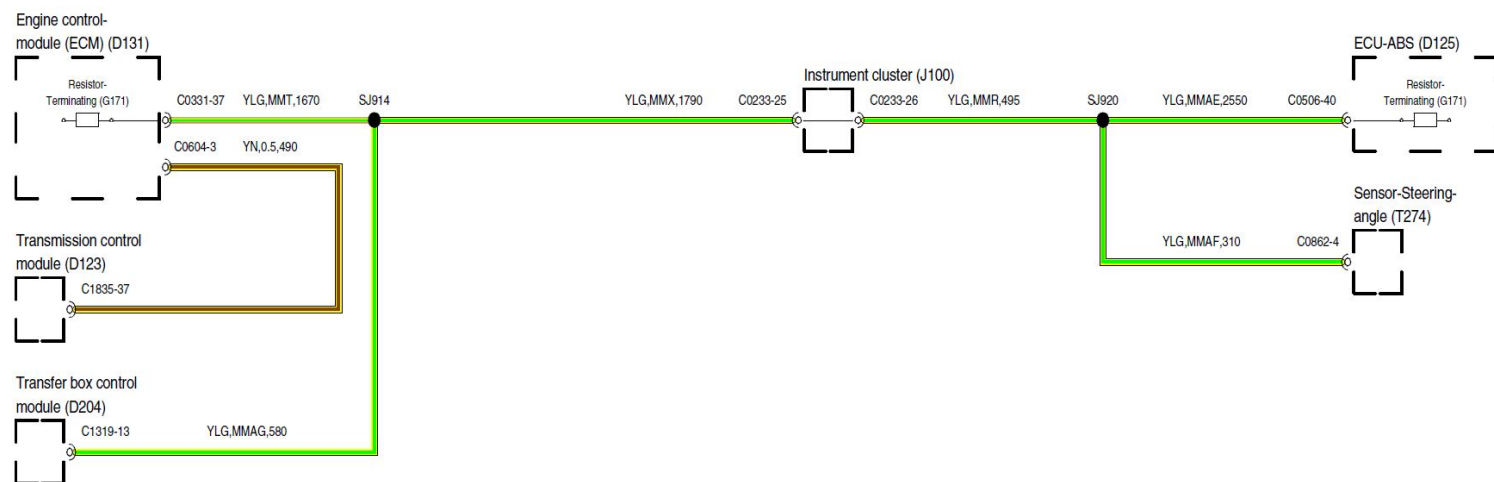 Engine control-
module (ECM) (D131)
Resistor-
Terminating (G171)
C0331-37 YLG,MMT,1670 SJ914 YLG,MMX,1790 C0233-25
Instrument cluster (J100)
C0233-26 YLG,MMR,495 SJ920 YLG,MMAE,2550 C0506-40
ECU-ABS (D125)
Resistor-
Terminating (G171)
C0604-3 YN,0.5,490
Sensor-Steering-
angle (T274)
YLG,MMAF,310 C0862-4
Transmission control
module (D123)
C1835-37
Transfer box control
module (D204)
C1319-13 YLG,MMAG,580